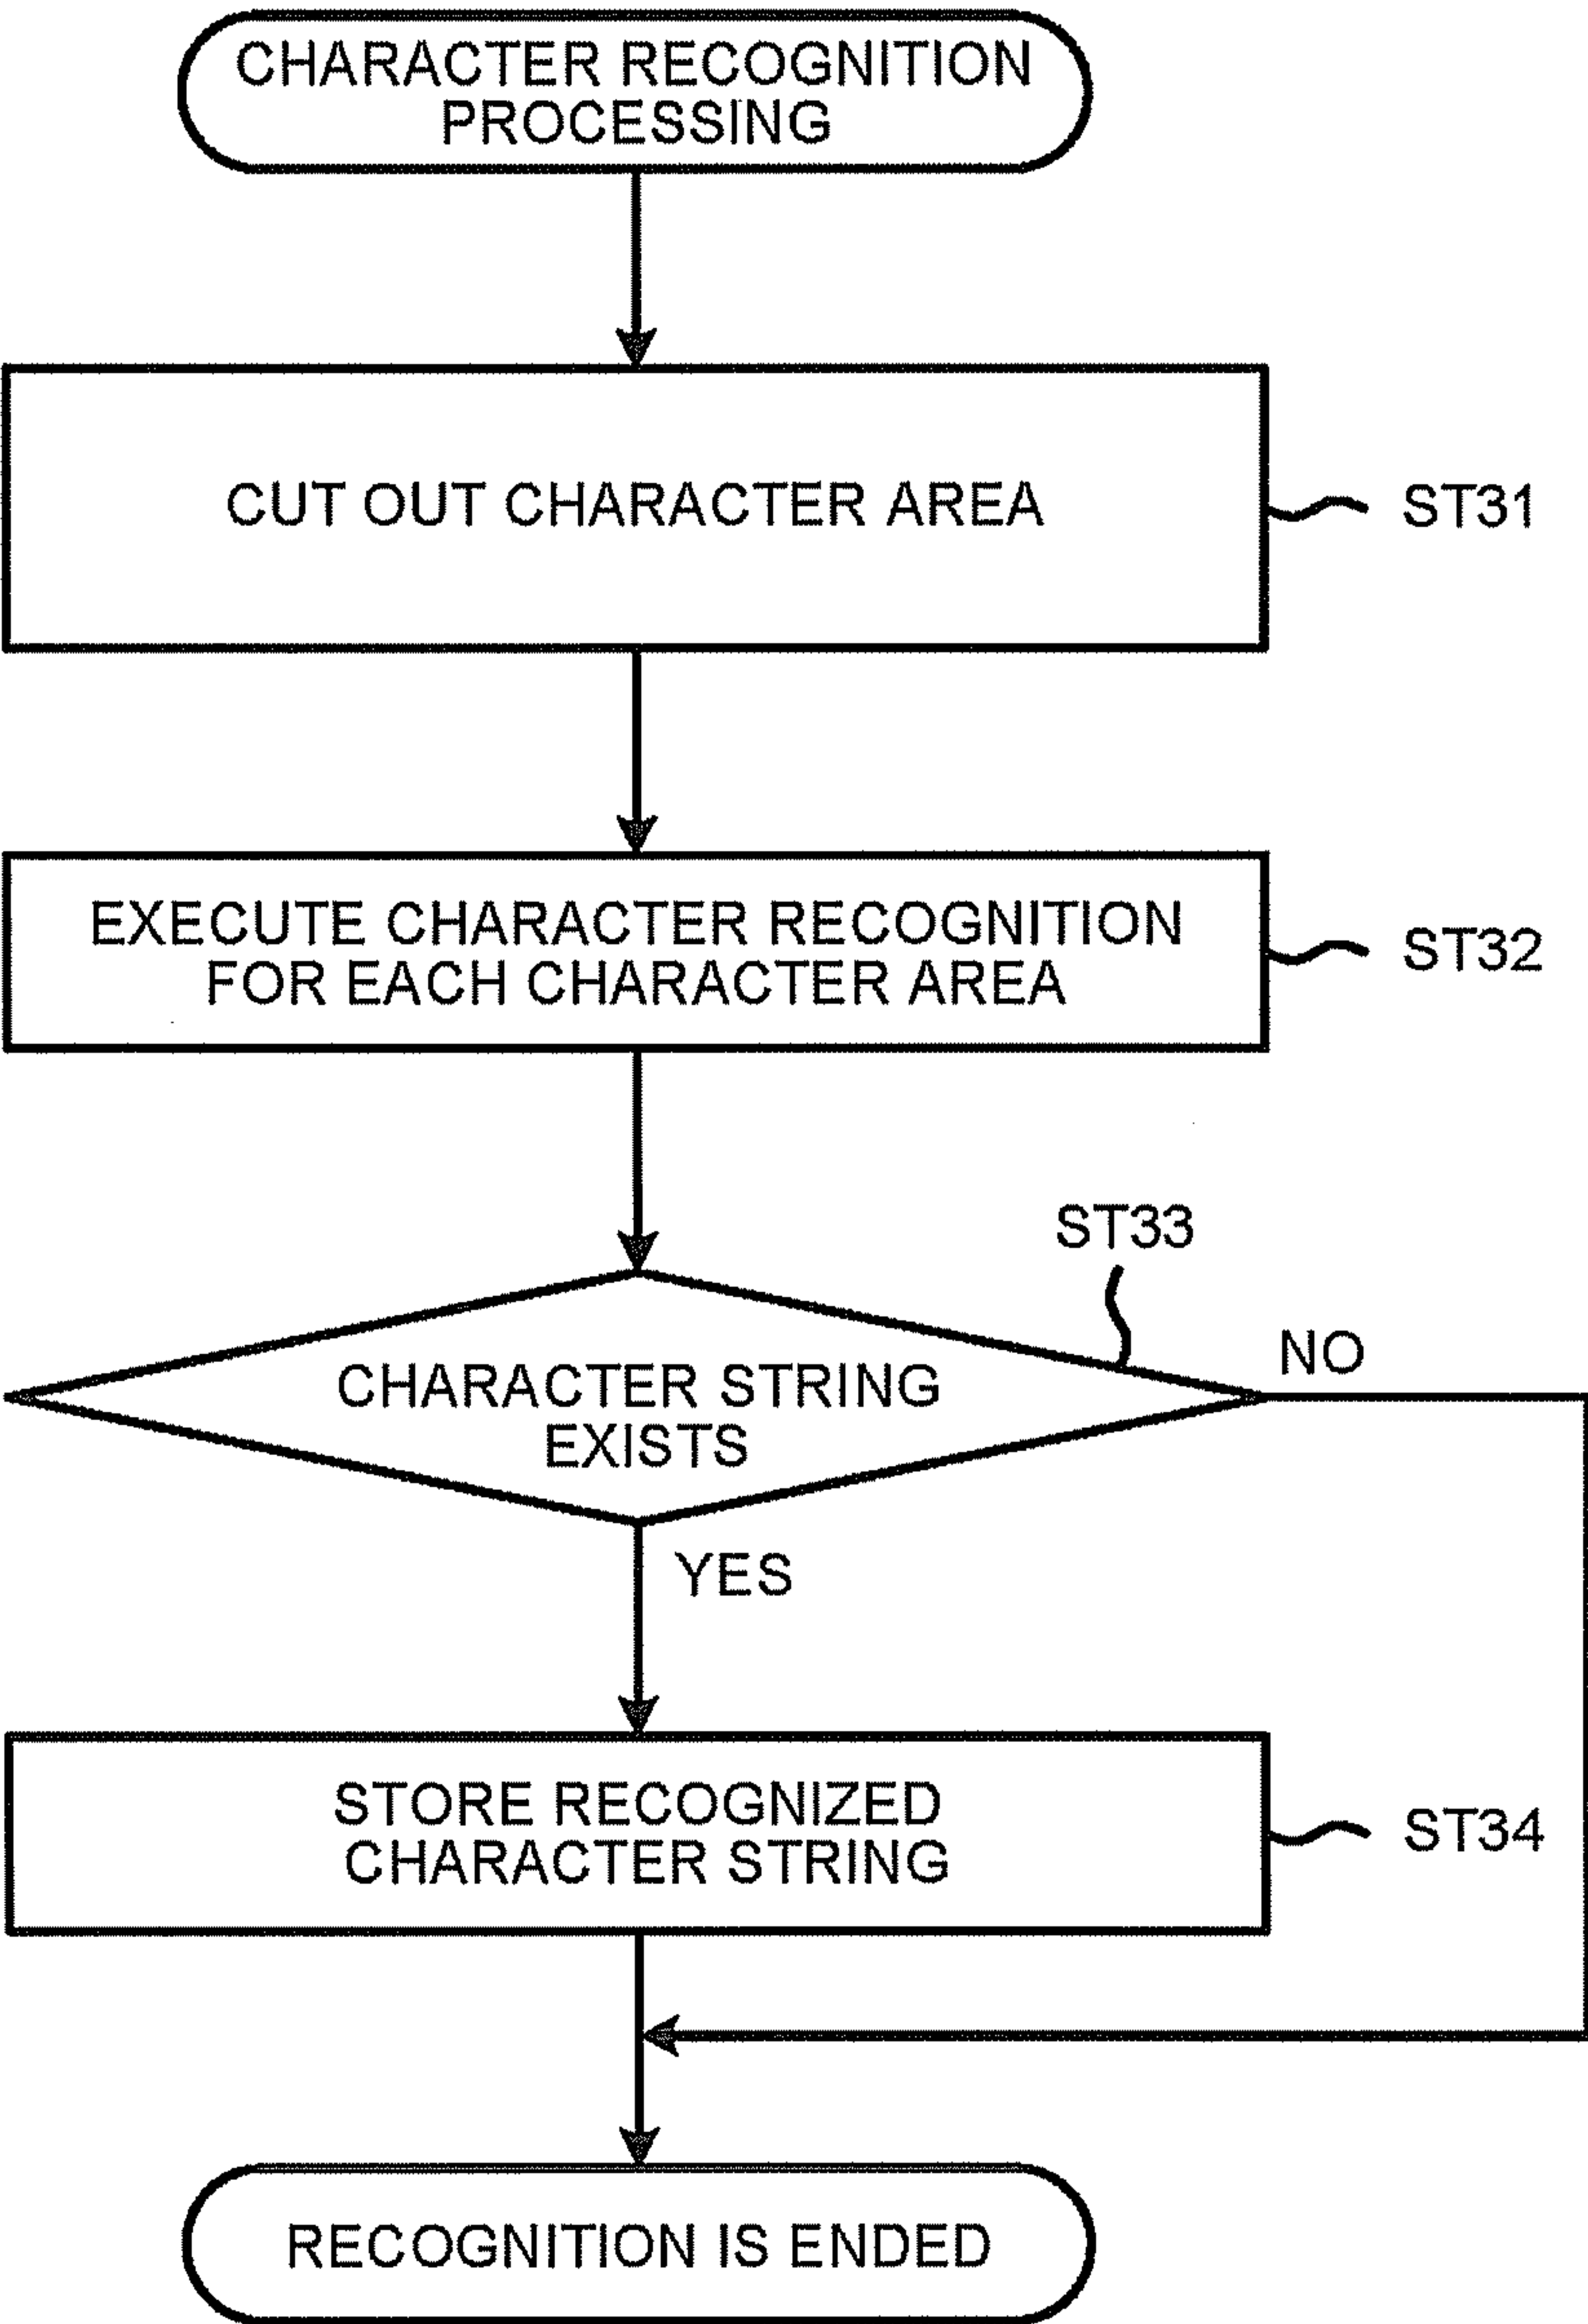 CHARACTER RECOGNITION
PROCESSING
CUT OUT CHARACTER AREA
ST31
EXECUTE CHARACTER RECOGNITION
FOR EACH CHARACTER AREA
ST32
ST33
NO
CHARACTER STRING
EXISTS
YES
STORE RECOGNIZED
CHARACTER STRING
ST34
RECOGNITION IS ENDED